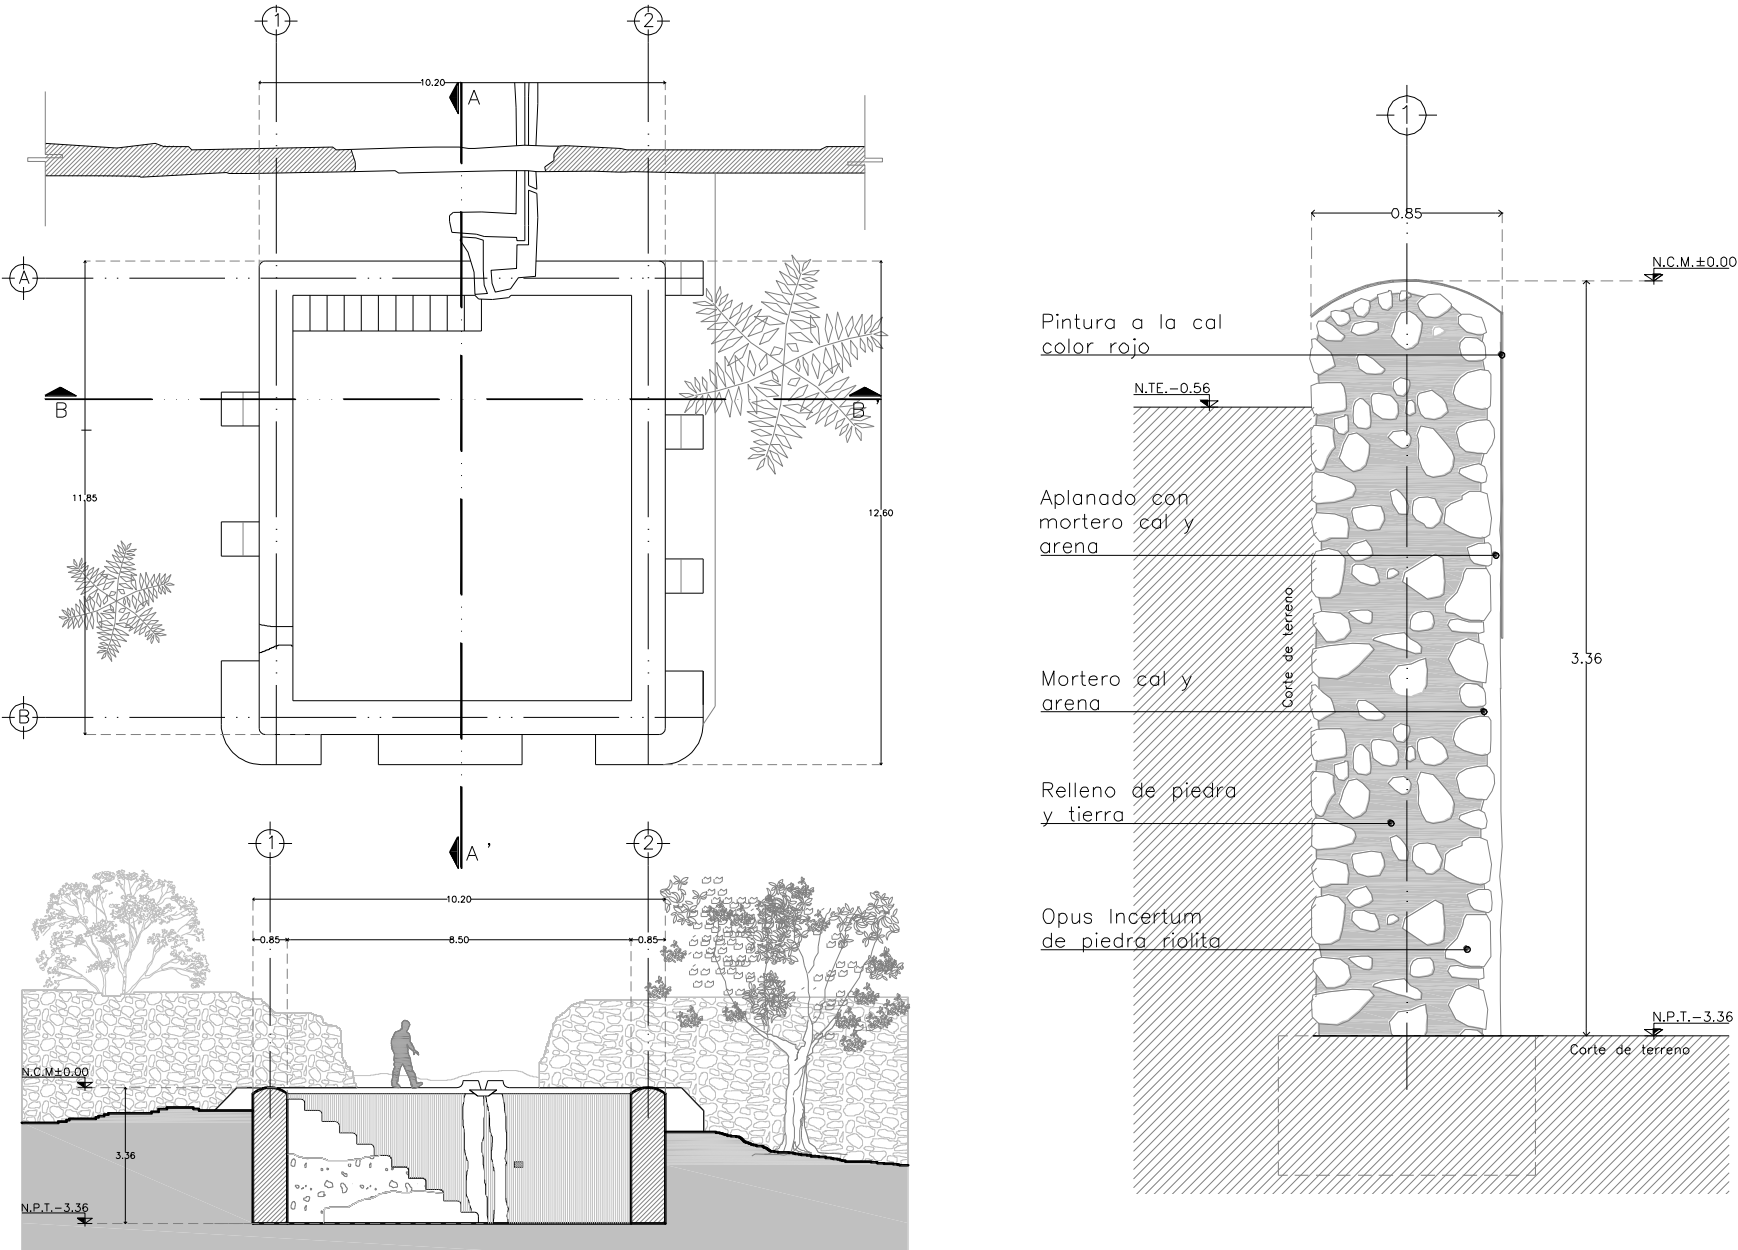 1
2
10.20
A
A
B
B
11.85
12.60
B
1
2
A'
10.20
0.85
8.50
0.85
N.C.M±0.00
3.36
N.P.T.-3.36
1
0.85
N.C.M.±0.00
Pintura a la cal
color rojo
N.TE.-0.56
Aplanado con
mortero cal y
arena
Corte de terreno
3.36
Mortero cal y
arena
Relleno de piedra
y tierra
Opus Incertum
de piedra riolita
N.P.T.-3.36
Corte de terreno